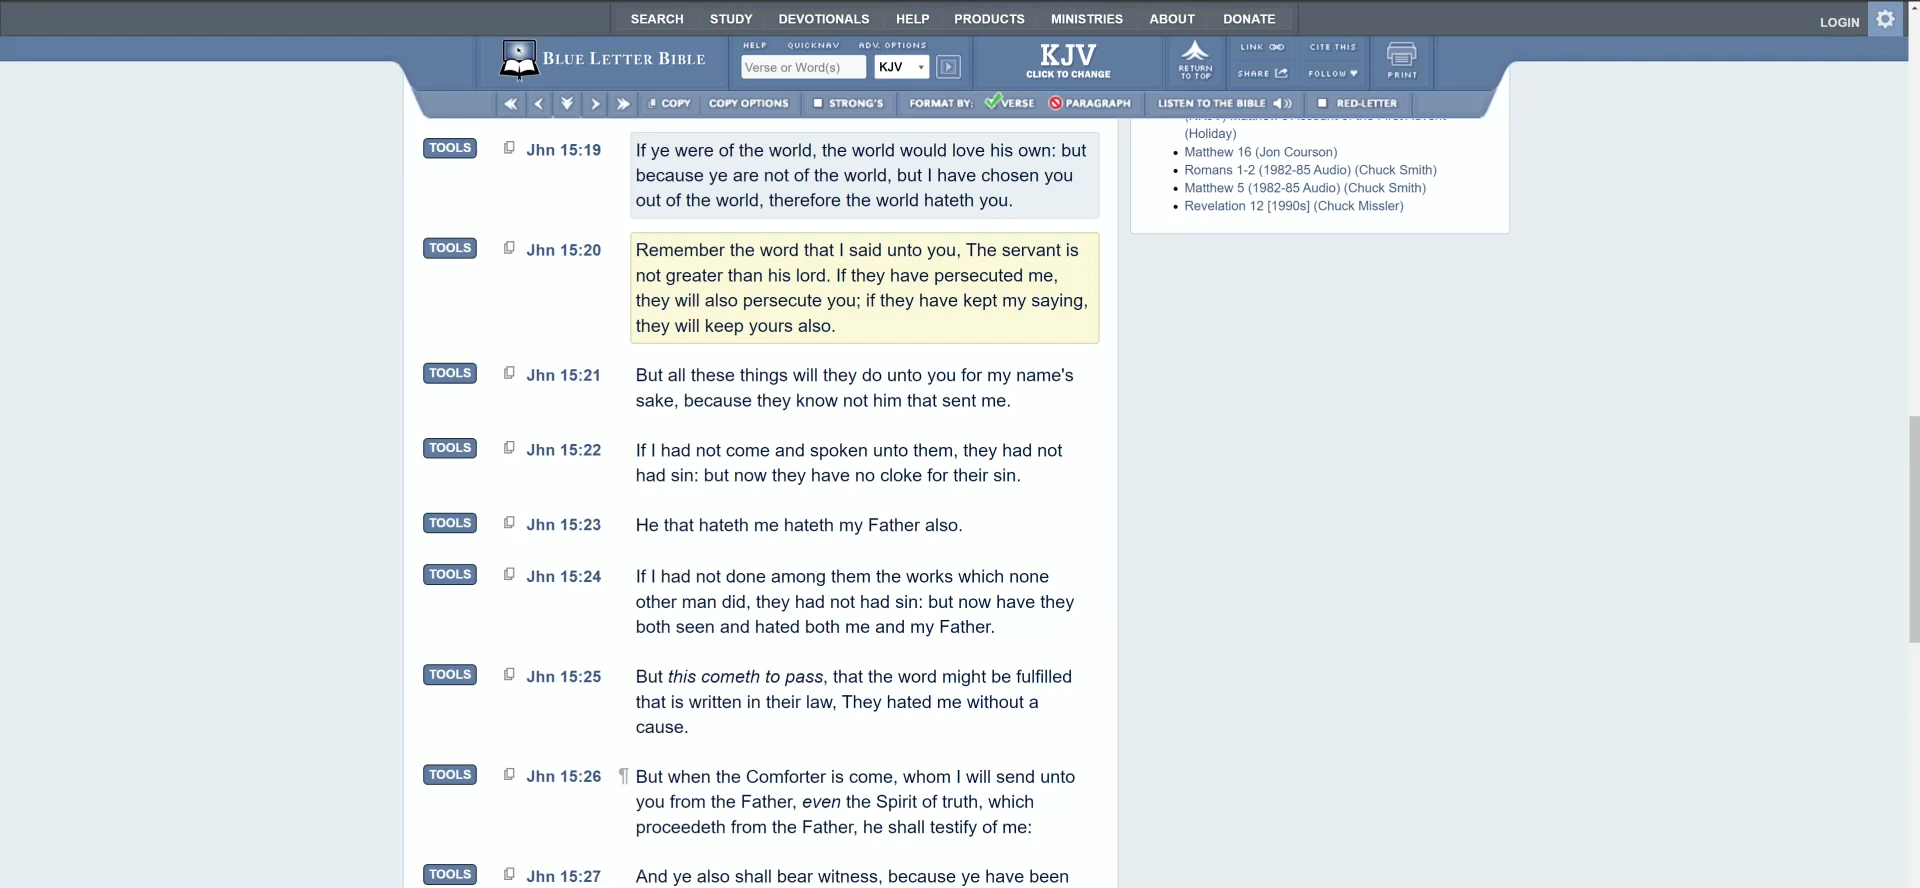 SEARCH STUDY DEVOTIONALS HELP PRODUCTS MINISTRIES ABOUT DONATE
LOGIN
BLUE LETTER BIBLE
HELP QUICKNAV ADV. OPTIONS
Verse or Word(s) KJV
KJV
CLICK TO CHANGE
RETURN
TO TOP
LINK CITE THIS
SHARE FOLLOW
PRINT
COPY COPY OPTIONS STRONG'S FORMAT BY: VERSE PARAGRAPH LISTEN TO THE BIBLE RED-LETTER
TOOLS Jhn 15:19 If ye were of the world, the world would love his own: but
because ye are not of the world, but I have chosen you
out of the world, therefore the world hateth you.
TOOLS Jhn 15:20 Remember the word that I said unto you, The servant is
not greater than his lord. If they have persecuted me,
they will also persecute you; if they have kept my saying,
they will keep yours also.
TOOLS Jhn 15:21 But all these things will they do unto you for my name's
sake, because they know not him that sent me.
TOOLS Jhn 15:22 If I had not come and spoken unto them, they had not
had sin: but now they have no cloke for their sin.
TOOLS Jhn 15:23 He that hateth me hateth my Father also.
TOOLS Jhn 15:24 If I had not done among them the works which none
other man did, they had not had sin: but now have they
both seen and hated both me and my Father.
TOOLS Jhn 15:25 But this cometh to pass, that the word might be fulfilled
that is written in their law, They hated me without a
cause.
TOOLS Jhn 15:26 ¶ But when the Comforter is come, whom I will send unto
you from the Father, even the Spirit of truth, which
proceedeth from the Father, he shall testify of me:
TOOLS Jhn 15:27 And ye also shall bear witness, because ye have been
(Holiday)
• Matthew 16 (Jon Courson)
• Romans 1-2 (1982-85 Audio) (Chuck Smith)
• Matthew 5 (1982-85 Audio) (Chuck Smith)
• Revelation 12 [1990s] (Chuck Missler)